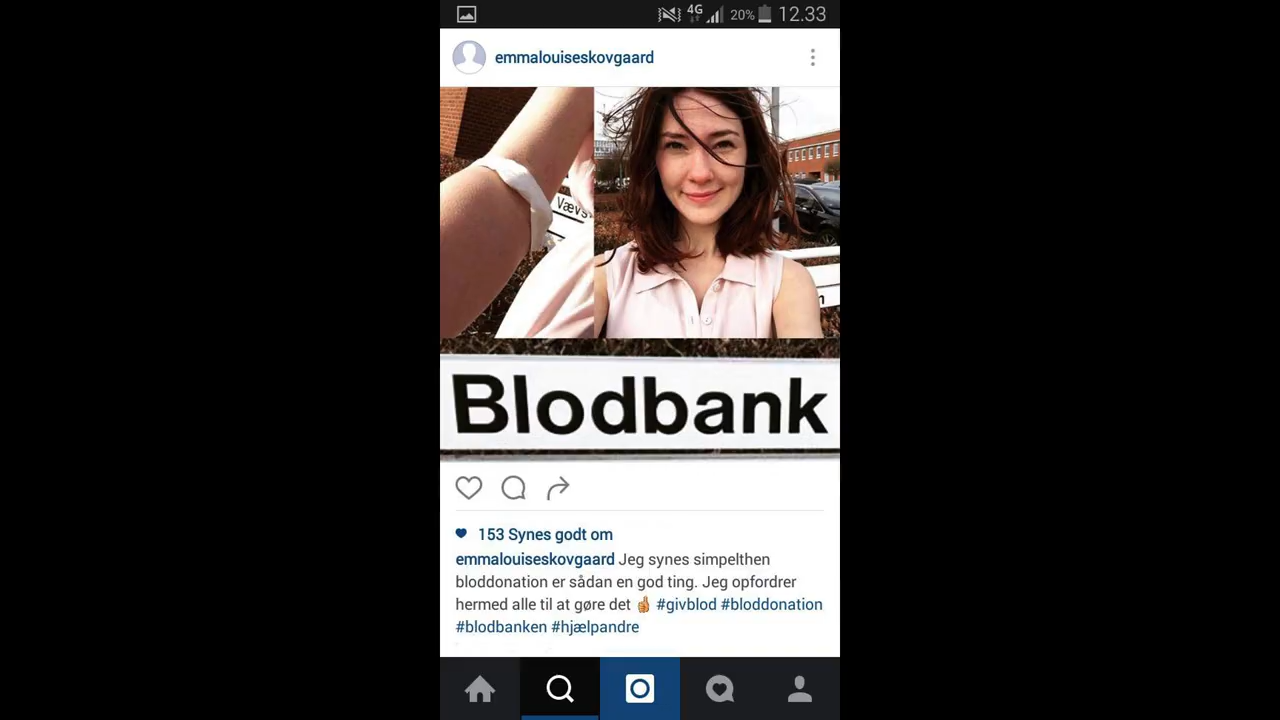 4G 20% 12.33
emmalouiseskovgaard
Vævs
Blodbank
153 Synes godt om
emmalouiseskovgaard Jeg synes simpelthen
bloddonation er sådan en god ting. Jeg opfordrer
hermed alle til at gøre det 👍 #givblod #bloddonation
#blodbanken #hjælpandre